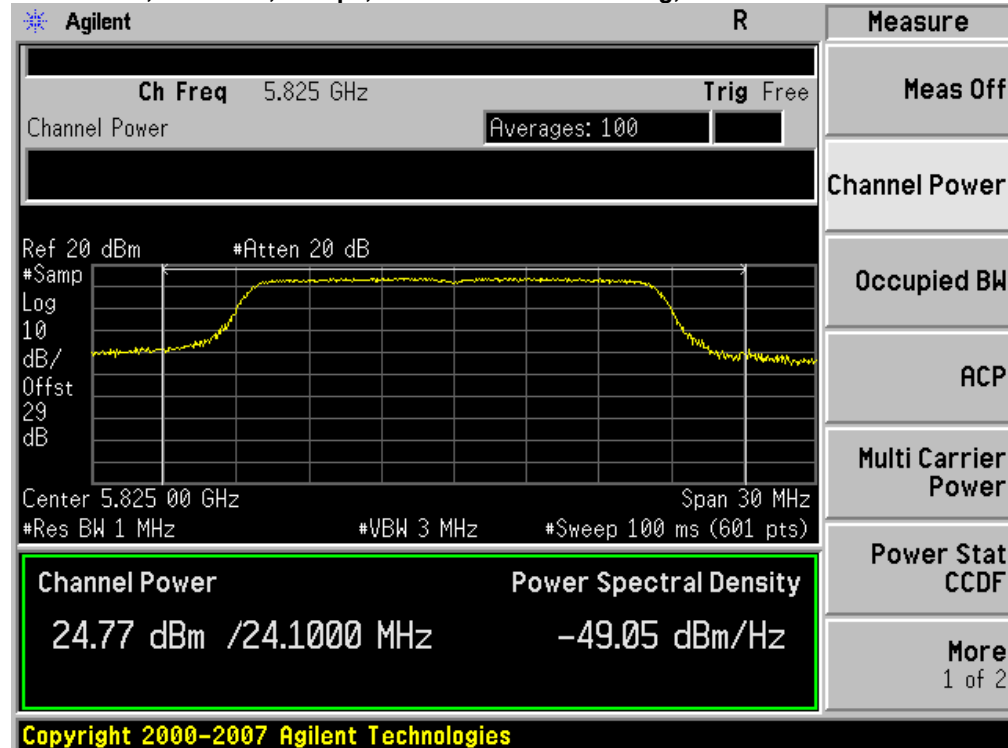 Agilent R Measure
Ch Freq 5.825 GHz Trig Free
Channel Power Averages: 100
Ref 20 dBm #Atten 20 dB
#Samp
Log
10
dB/
Offst
29
dB
Center 5.825 00 GHz Span 30 MHz
#Res BW 1 MHz #VBW 3 MHz #Sweep 100 ms (601 pts)
Channel Power Power Spectral Density
24.77 dBm /24.1000 MHz -49.05 dBm/Hz
Copyright 2000-2007 Agilent Technologies
Meas Off
Channel Power
Occupied BW
ACP
Multi Carrier
Power
Power Stat
CCDF
More
1 of 2